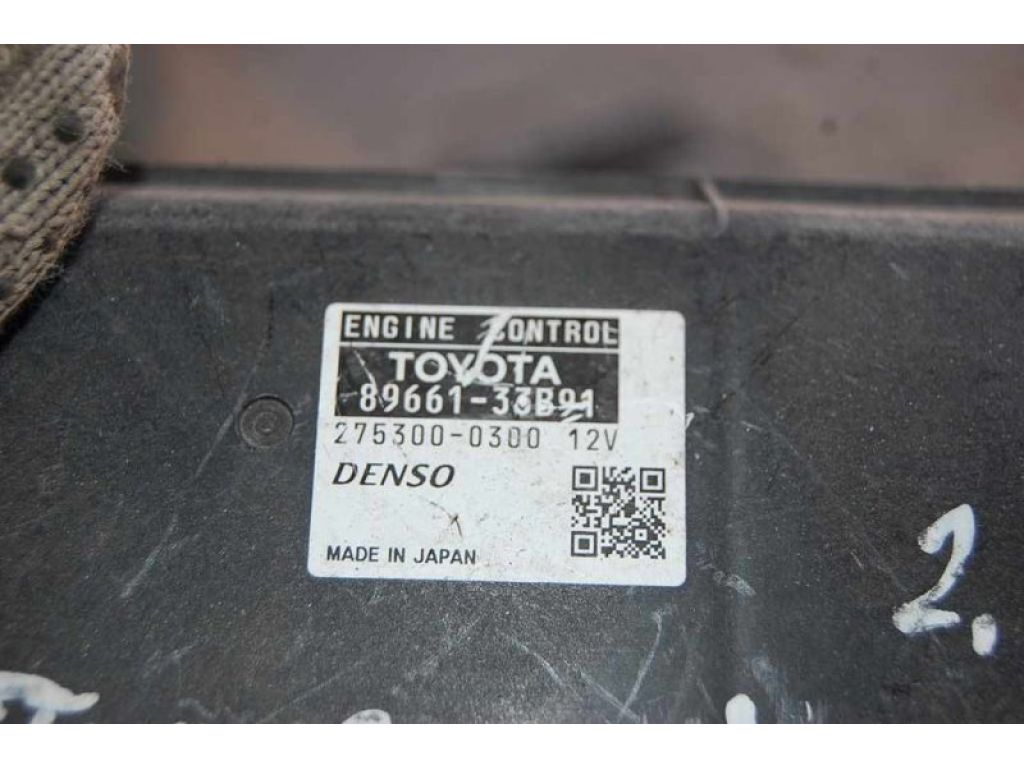 ENGINE CONTROL
TOYOTA
89661-33B91
275300-0300 12V
DENSO
MADE IN JAPAN
2.